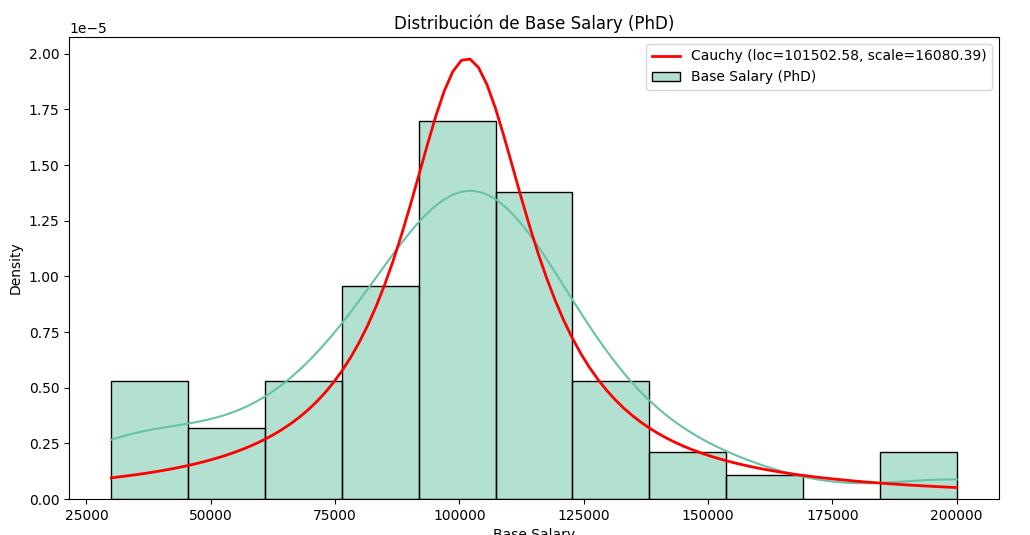 Distribución de Base Salary (PhD)
1e−5
Cauchy (loc=101502.58, scale=16080.39)
Base Salary (PhD)
2.00
1.75
1.50
1.25
1.00
0.75
0.50
0.25
0.00
Density
25000 50000 75000 100000 125000 150000 175000 200000
Base Salary